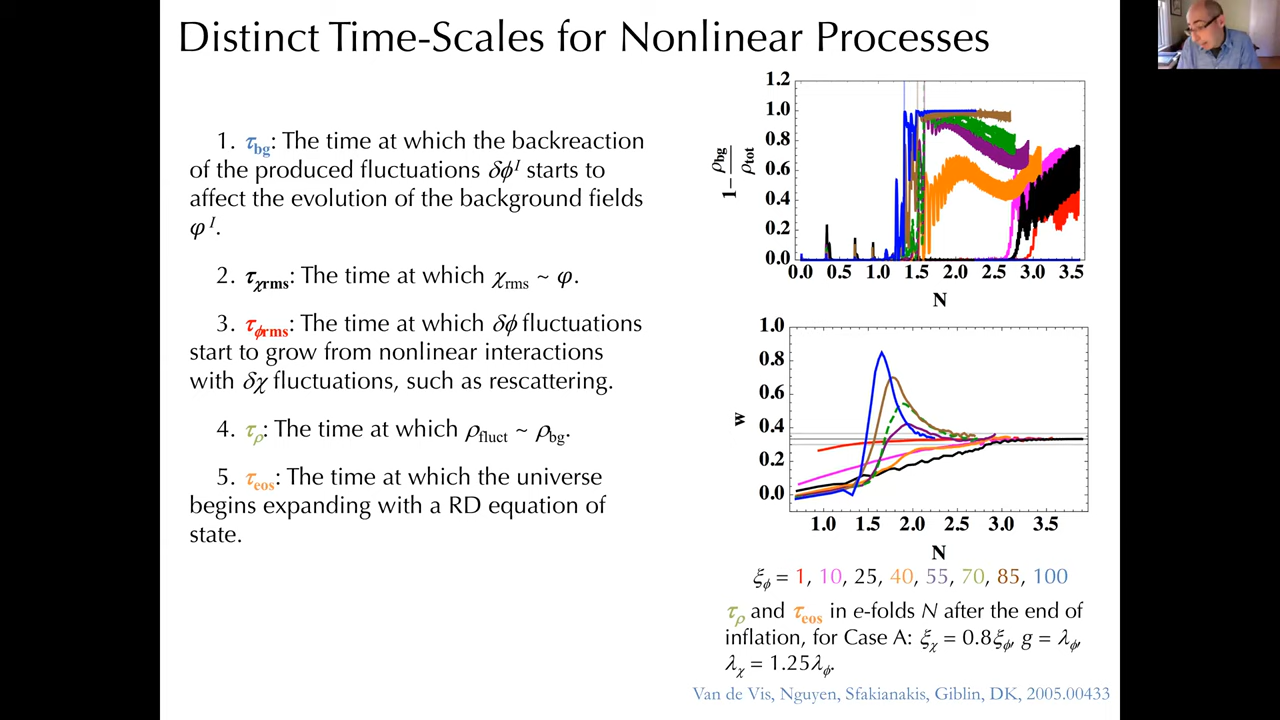 Distinct Time-Scales for Nonlinear Processes
1. τbg: The time at which the backreaction
of the produced fluctuations δϕ^I starts to
affect the evolution of the background fields
φ^I.
2. τχrms: The time at which χrms ~ φ.
3. τϕrms: The time at which δϕ fluctuations
start to grow from nonlinear interactions
with δχ fluctuations, such as rescattering.
4. τρ: The time at which ρfluct ~ ρbg.
5. τeos: The time at which the universe
begins expanding with a RD equation of
state.
1 − ρbg/ρtot
1.2
1.0
0.8
0.6
0.4
0.2
0.0
0.0 0.5 1.0 1.5 2.0 2.5 3.0 3.5
N
w
1.0
0.8
0.6
0.4
0.2
0.0
1.0 1.5 2.0 2.5 3.0 3.5
N
ξϕ = 1, 10, 25, 40, 55, 70, 85, 100
τρ and τeos in e-folds N after the end of
inflation, for Case A: ξχ = 0.8ξϕ, g = λϕ,
λχ = 1.25λϕ.
Van de Vis, Nguyen, Sfakianakis, Giblin, DK, 2005.00433